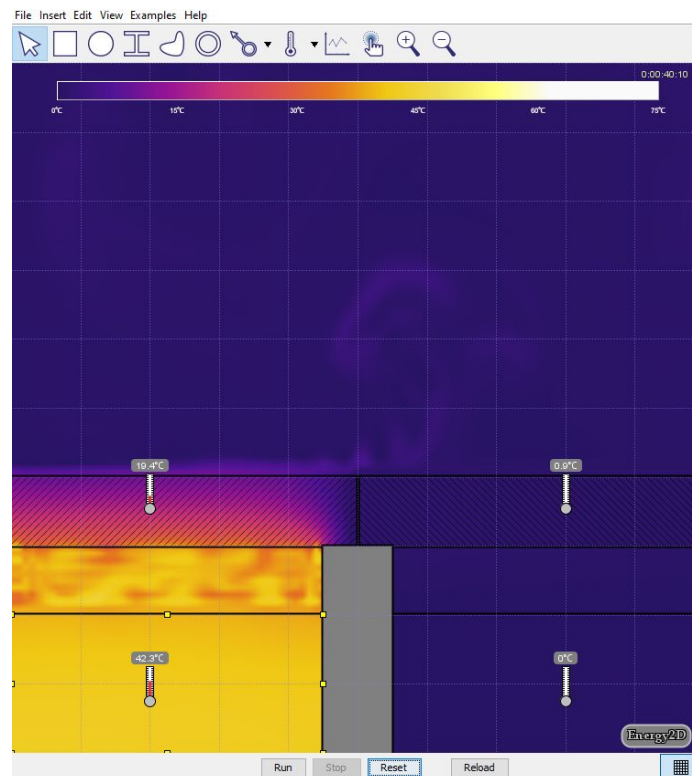 File Insert Edit View Examples Help
0:00:40:10
0°C 15°C 30°C 45°C 60°C 75°C
19.4°C 0.9°C
42.3°C 0°C
Energy2D
Run Stop Reset Reload